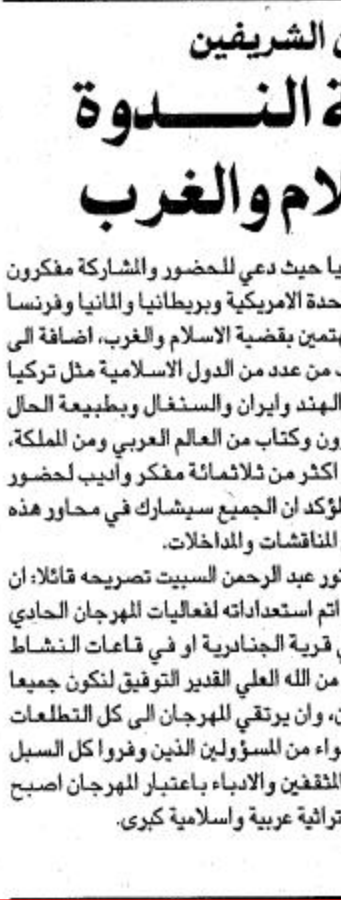 الشريفين
ة النــــدوة
لام والغرب
يا حيث دعي للحضور والمشاركة مفكرون
حدة الامريكية وبريطانيا والمانيا وفرنسا
هتمين بقضية الاسلام والغرب، اضافة الى
من عدد من الدول الاسلامية مثل تركيا
الهند وايران والسنغال وبطبيعة الحال
ون وكتاب من العالم العربي ومن المملكة،
اكثر من ثلاثمائة مفكر واديب لحضور
لؤكد ان الجميع سيشارك في محاور هذه
المناقشات والمداخلات.
تور عبد الرحمن السبيت تصريحه قائلا: ان
اتم استعداداته لفعاليات المهرجان الحادي
ي قرية الجنادرية او في قاعات النشاط
من الله العلي القدير التوفيق لنكون جميعا
ن، وان يرتقي المهرجان الى كل التطلعات
واء من المسؤولين الذين وفروا كل السبل
المثقفين والادباء باعتبار المهرجان اصبح
تراثية عربية واسلامية كبرى.